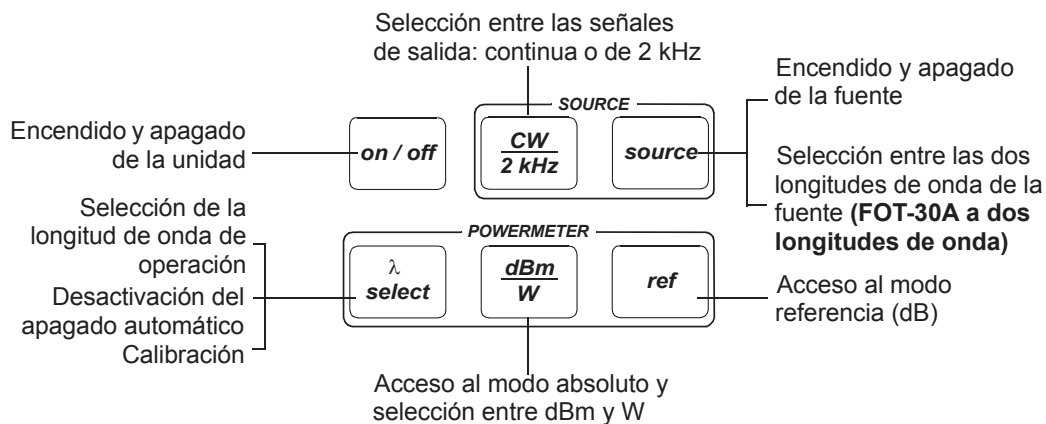 Selección entre las señales
de salida: continua o de 2 kHz
Encendido y apagado
de la fuente
SOURCE
Encendido y apagado
de la unidad
on / off
CW
2 kHz
source
Selección entre las dos
longitudes de onda de la
fuente (FOT-30A a dos
longitudes de onda)
Selección de la
longitud de onda de
operación
Desactivación del
apagado automático
Calibración
POWERMETER
λ
select
dBm
W
ref
Acceso al modo
referencia (dB)
Acceso al modo absoluto y
selección entre dBm y W